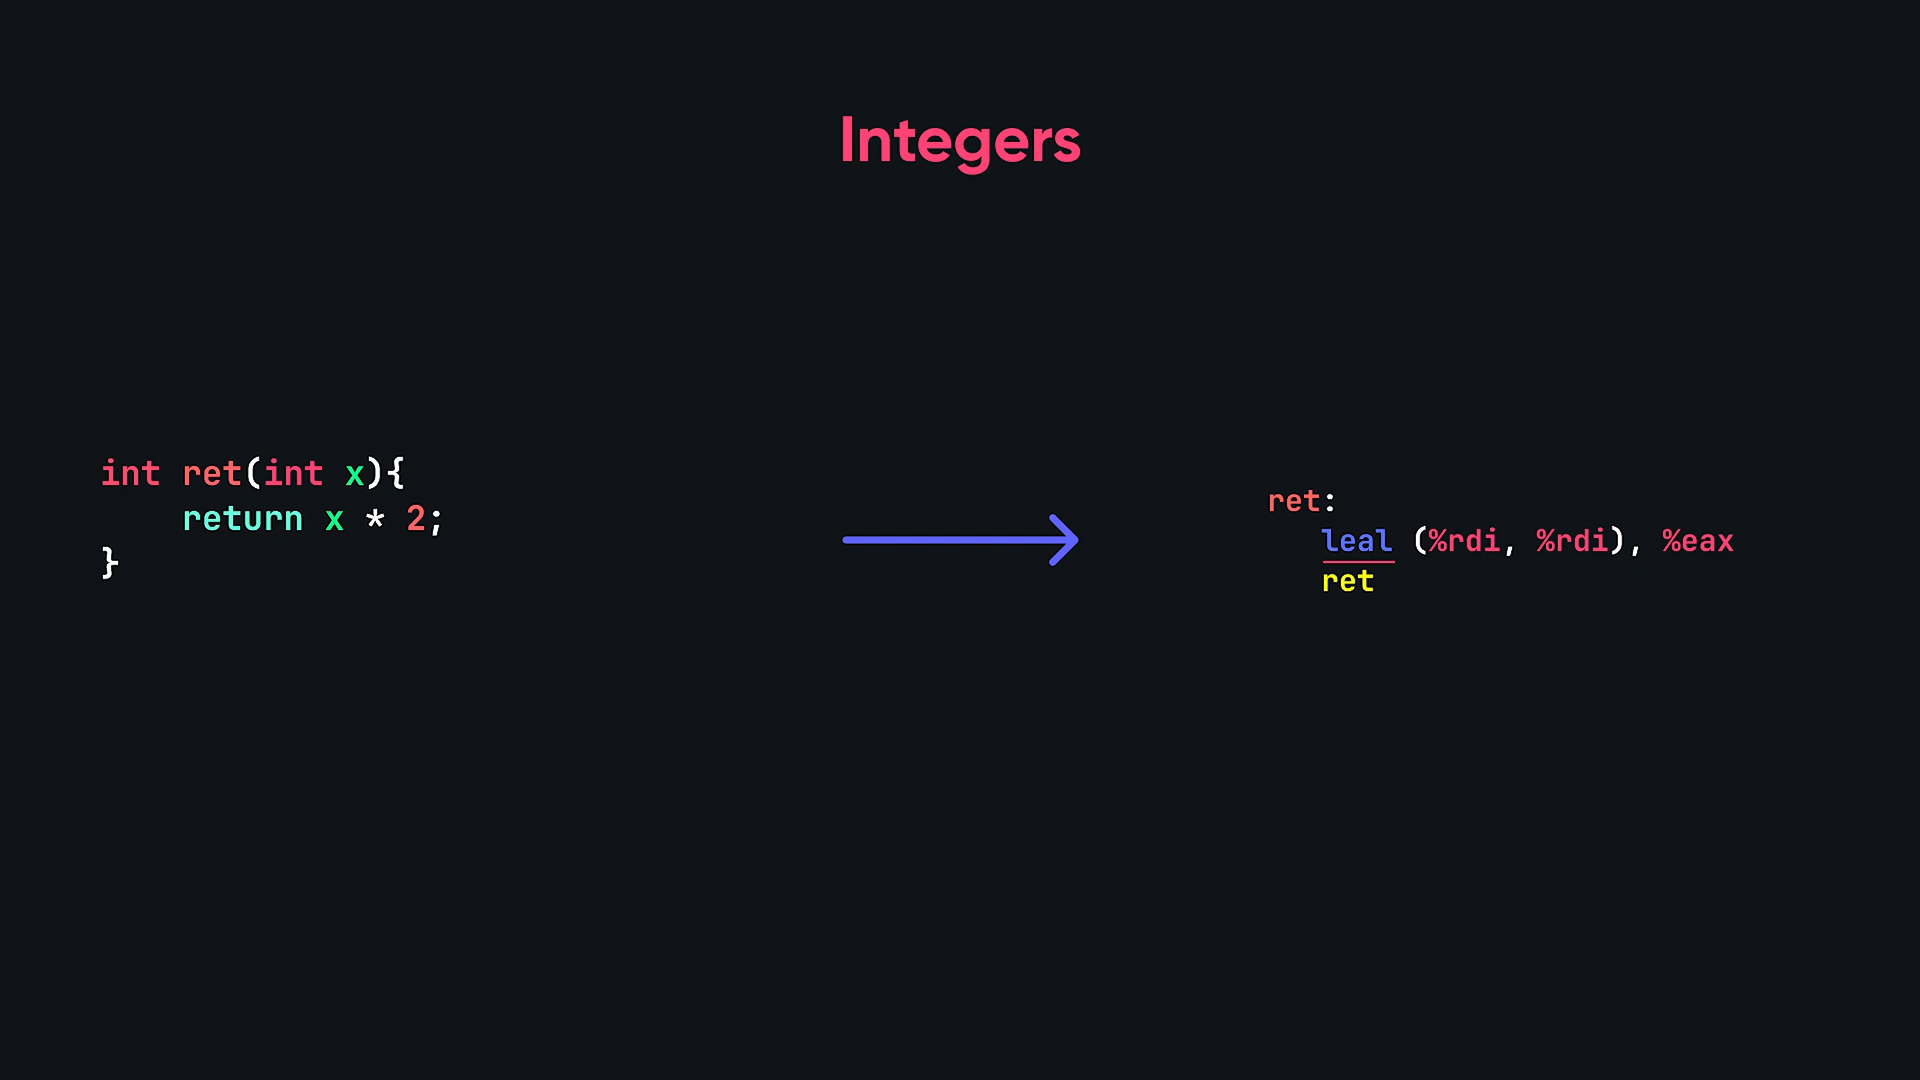 Integers
int ret(int x){
    return x * 2;
}
ret:
   leal (%rdi, %rdi), %eax
   ret